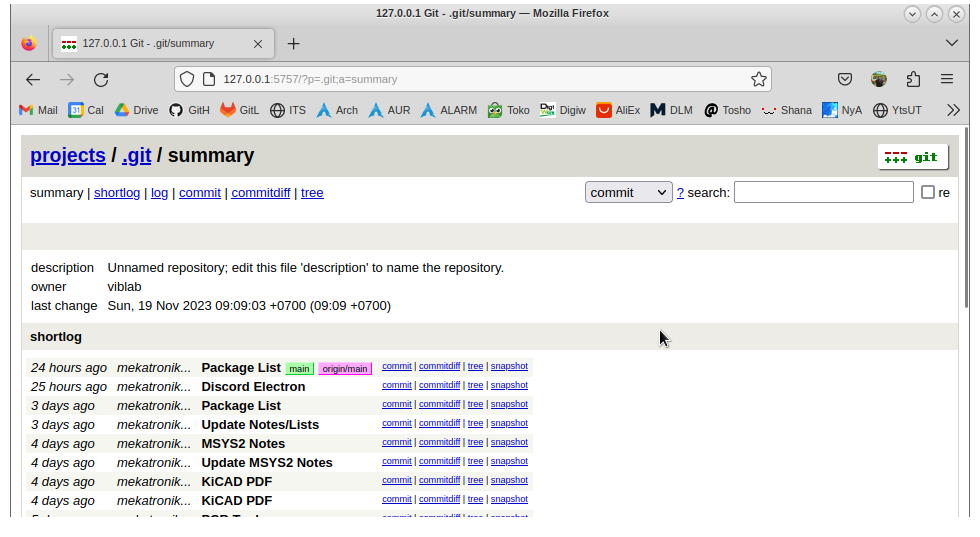 127.0.0.1 Git - .git/summary — Mozilla Firefox
127.0.0.1 Git - .git/summary
127.0.0.1:5757/?p=.git;a=summary
Mail Cal Drive GitH GitL ITS Arch AUR ALARM Toko Digiw AliEx DLM Tosho Shana NyA YtsUT
projects / .git / summary
git
summary | shortlog | log | commit | commitdiff | tree
commit ? search: re
description Unnamed repository; edit this file 'description' to name the repository.
owner viblab
last change Sun, 19 Nov 2023 09:09:03 +0700 (09:09 +0700)
shortlog
24 hours ago mekatronik... Package List main origin/main commit | commitdiff | tree | snapshot
25 hours ago mekatronik... Discord Electron commit | commitdiff | tree | snapshot
3 days ago mekatronik... Package List commit | commitdiff | tree | snapshot
3 days ago mekatronik... Update Notes/Lists commit | commitdiff | tree | snapshot
4 days ago mekatronik... MSYS2 Notes commit | commitdiff | tree | snapshot
4 days ago mekatronik... Update MSYS2 Notes commit | commitdiff | tree | snapshot
4 days ago mekatronik... KiCAD PDF commit | commitdiff | tree | snapshot
4 days ago mekatronik... KiCAD PDF commit | commitdiff | tree | snapshot